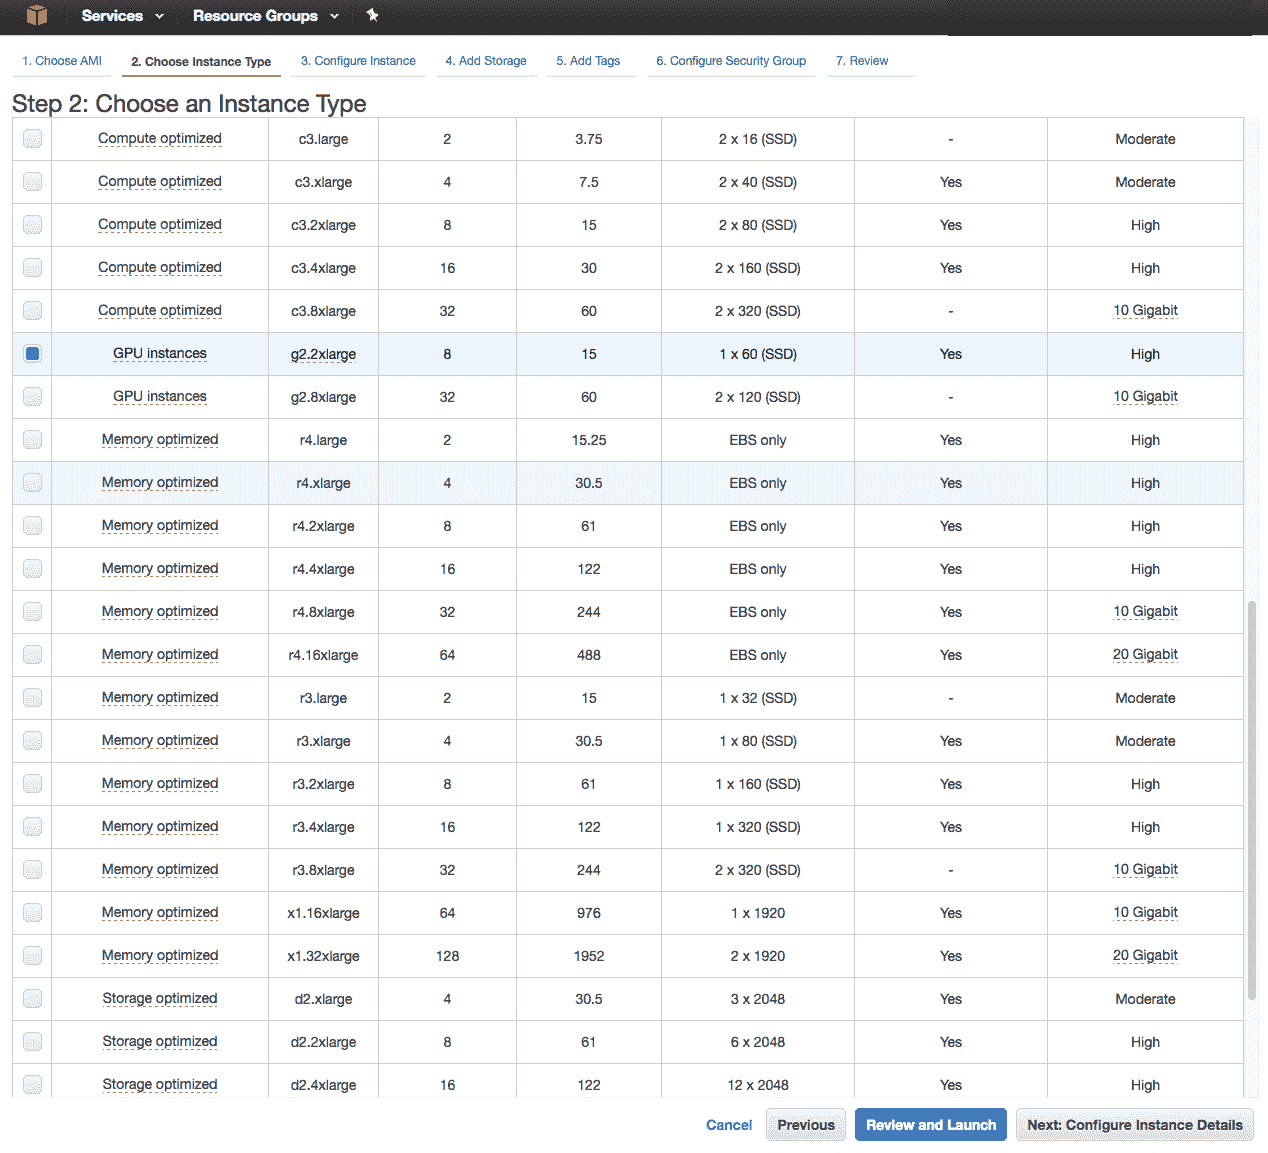 Services Resource Groups
1. Choose AMI 2. Choose Instance Type 3. Configure Instance 4. Add Storage 5. Add Tags 6. Configure Security Group 7. Review
Step 2: Choose an Instance Type
Compute optimized c3.large 2 3.75 2 x 16 (SSD) - Moderate
Compute optimized c3.xlarge 4 7.5 2 x 40 (SSD) Yes Moderate
Compute optimized c3.2xlarge 8 15 2 x 80 (SSD) Yes High
Compute optimized c3.4xlarge 16 30 2 x 160 (SSD) Yes High
Compute optimized c3.8xlarge 32 60 2 x 320 (SSD) - 10 Gigabit
GPU instances g2.2xlarge 8 15 1 x 60 (SSD) Yes High
GPU instances g2.8xlarge 32 60 2 x 120 (SSD) - 10 Gigabit
Memory optimized r4.large 2 15.25 EBS only Yes High
Memory optimized r4.xlarge 4 30.5 EBS only Yes High
Memory optimized r4.2xlarge 8 61 EBS only Yes High
Memory optimized r4.4xlarge 16 122 EBS only Yes High
Memory optimized r4.8xlarge 32 244 EBS only Yes 10 Gigabit
Memory optimized r4.16xlarge 64 488 EBS only Yes 20 Gigabit
Memory optimized r3.large 2 15 1 x 32 (SSD) - Moderate
Memory optimized r3.xlarge 4 30.5 1 x 80 (SSD) Yes Moderate
Memory optimized r3.2xlarge 8 61 1 x 160 (SSD) Yes High
Memory optimized r3.4xlarge 16 122 1 x 320 (SSD) Yes High
Memory optimized r3.8xlarge 32 244 2 x 320 (SSD) - 10 Gigabit
Memory optimized x1.16xlarge 64 976 1 x 1920 Yes 10 Gigabit
Memory optimized x1.32xlarge 128 1952 2 x 1920 Yes 20 Gigabit
Storage optimized d2.xlarge 4 30.5 3 x 2048 Yes Moderate
Storage optimized d2.2xlarge 8 61 6 x 2048 Yes High
Storage optimized d2.4xlarge 16 122 12 x 2048 Yes High
Cancel Previous Review and Launch Next: Configure Instance Details